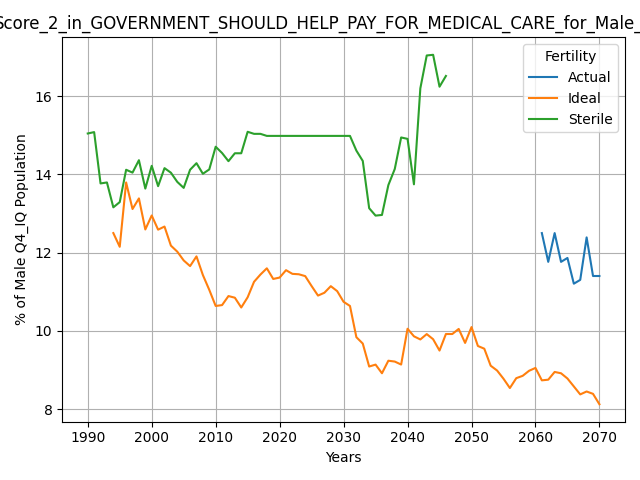 Score_2_in_GOVERNMENT_SHOULD_HELP_PAY_FOR_MEDICAL_CARE_for_Male_
Fertility
Actual
Ideal
Sterile
% of Male Q4_IQ Population
16
14
12
10
8
1990 2000 2010 2020 2030 2040 2050 2060 2070
Years